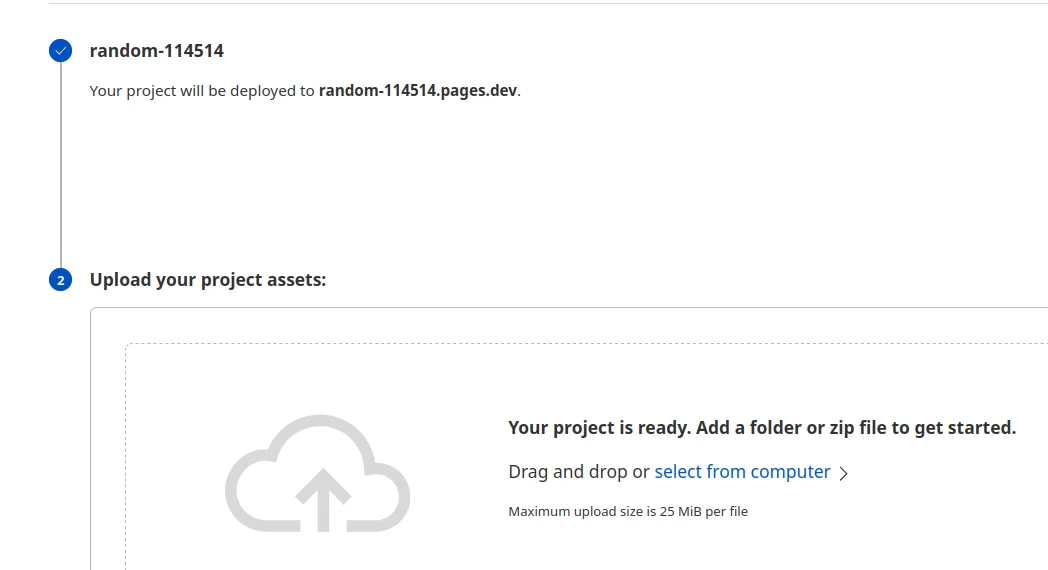 random-114514
Your project will be deployed to random-114514.pages.dev.
2
Upload your project assets:
Your project is ready. Add a folder or zip file to get started.
Drag and drop or select from computer
Maximum upload size is 25 MiB per file